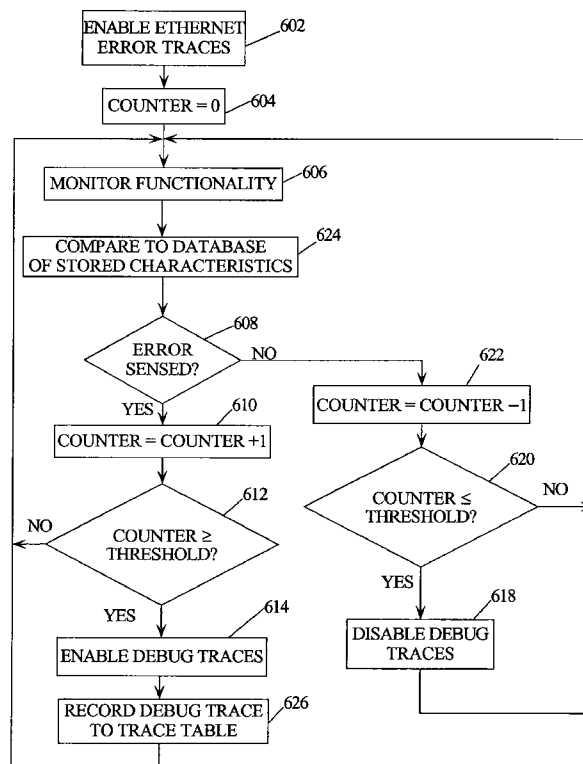 ENABLE ETHERNET
ERROR TRACES
602
COUNTER = 0
604
MONITOR FUNCTIONALITY
606
COMPARE TO DATABASE
OF STORED CHARACTERISTICS
624
608
ERROR
SENSED?
NO
YES
610
COUNTER = COUNTER +1
622
COUNTER = COUNTER −1
620
COUNTER ≤
THRESHOLD?
NO
YES
612
COUNTER ≥
THRESHOLD?
NO
YES
614
ENABLE DEBUG TRACES
618
DISABLE DEBUG
TRACES
RECORD DEBUG TRACE
TO TRACE TABLE
626